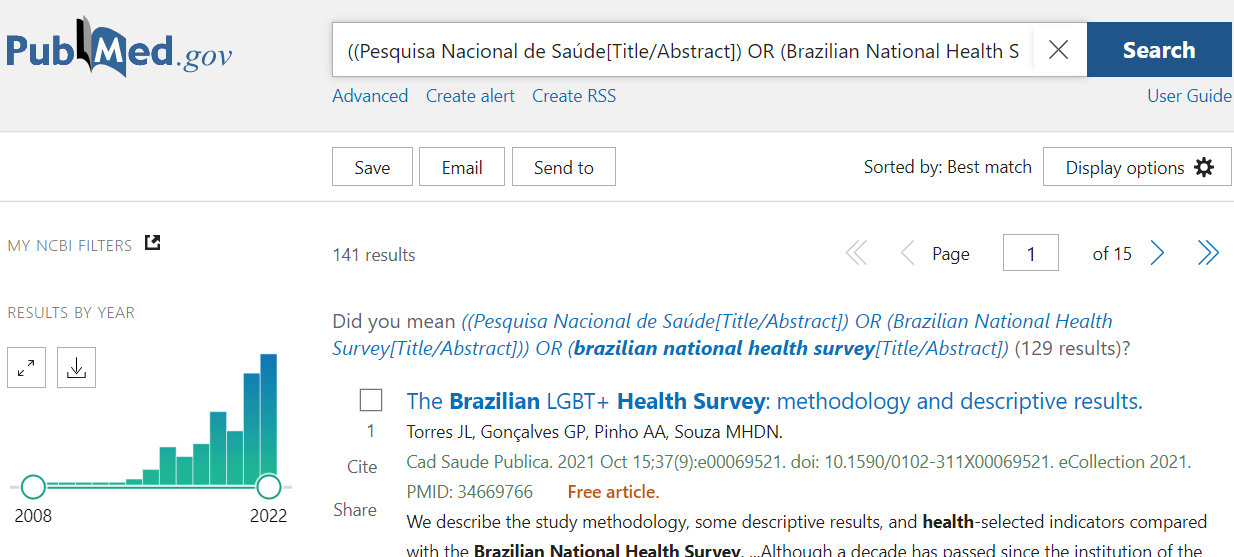 PubMed.gov
((Pesquisa Nacional de Saúde[Title/Abstract]) OR (Brazilian National Health S
Search
Advanced Create alert Create RSS
User Guide
Save Email Send to
Sorted by: Best match
Display options
MY NCBI FILTERS
141 results
Page 1 of 15
RESULTS BY YEAR
2008 2022
Did you mean ((Pesquisa Nacional de Saúde[Title/Abstract]) OR (Brazilian National Health
Survey[Title/Abstract])) OR (brazilian national health survey[Title/Abstract]) (129 results)?
The Brazilian LGBT+ Health Survey: methodology and descriptive results.
1
Cite
Share
Torres JL, Gonçalves GP, Pinho AA, Souza MHDN.
Cad Saude Publica. 2021 Oct 15;37(9):e00069521. doi: 10.1590/0102-311X00069521. eCollection 2021.
PMID: 34669766 Free article.
We describe the study methodology, some descriptive results, and health-selected indicators compared
with the Brazilian National Health Survey. ...Although a decade has passed since the institution of the